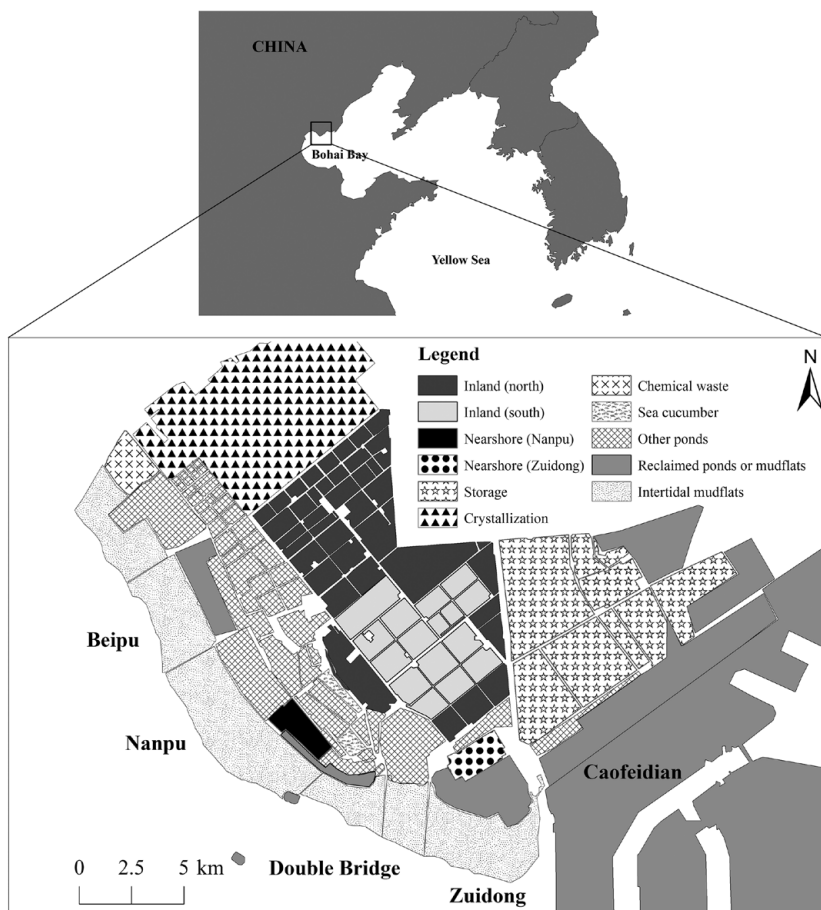 CHINA
Bohai Bay
Yellow Sea
Legend
Inland (north)
Inland (south)
Nearshore (Nanpu)
Nearshore (Zuidong)
Storage
Crystallization
Chemical waste
Sea cucumber
Other ponds
Reclaimed ponds or mudflats
Intertidal mudflats
N
Beipu
Nanpu
Caofeidian
0 2.5 5 km
Double Bridge
Zuidong